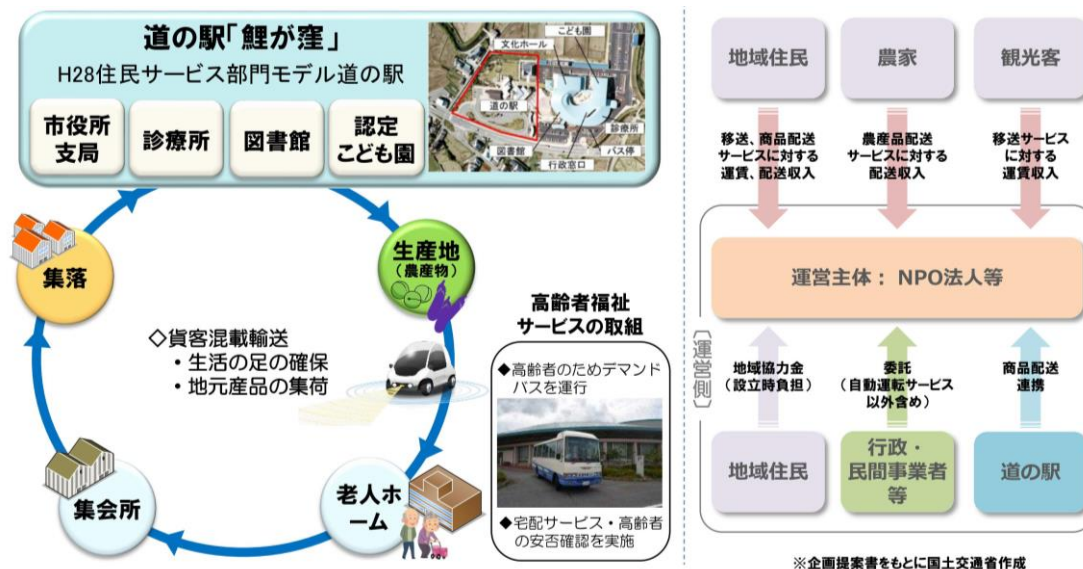 道の駅「鯉が窪」
H28住民サービス部門モデル道の駅
市役所
支局
診療所
図書館
認定
こども園
文化ホール
こども園
道の駅
図書館
行政窓口
バス停
診療所
集落
生産地
（農産物）
◇貨客混載輸送
・生活の足の確保
・地元産品の集荷
集会所
老人ホ
ーム
高齢者福祉
サービスの取組
◆高齢者のためデマンド
バスを運行
◆宅配サービス・高齢者
の安否確認を実施
地域住民
農家
観光客
移送、商品配送
サービスに対する
運賃、配送収入
農産品配送
サービスに対する
配送収入
移送サービス
に対する
運賃収入
運営主体： NPO法人等
〔運営側〕
地域協力金
（設立時負担）
委託
（自動運転サービス
以外含め）
商品配送
連携
地域住民
行政・
民間事業者
等
道の駅
※企画提案書をもとに国土交通省作成